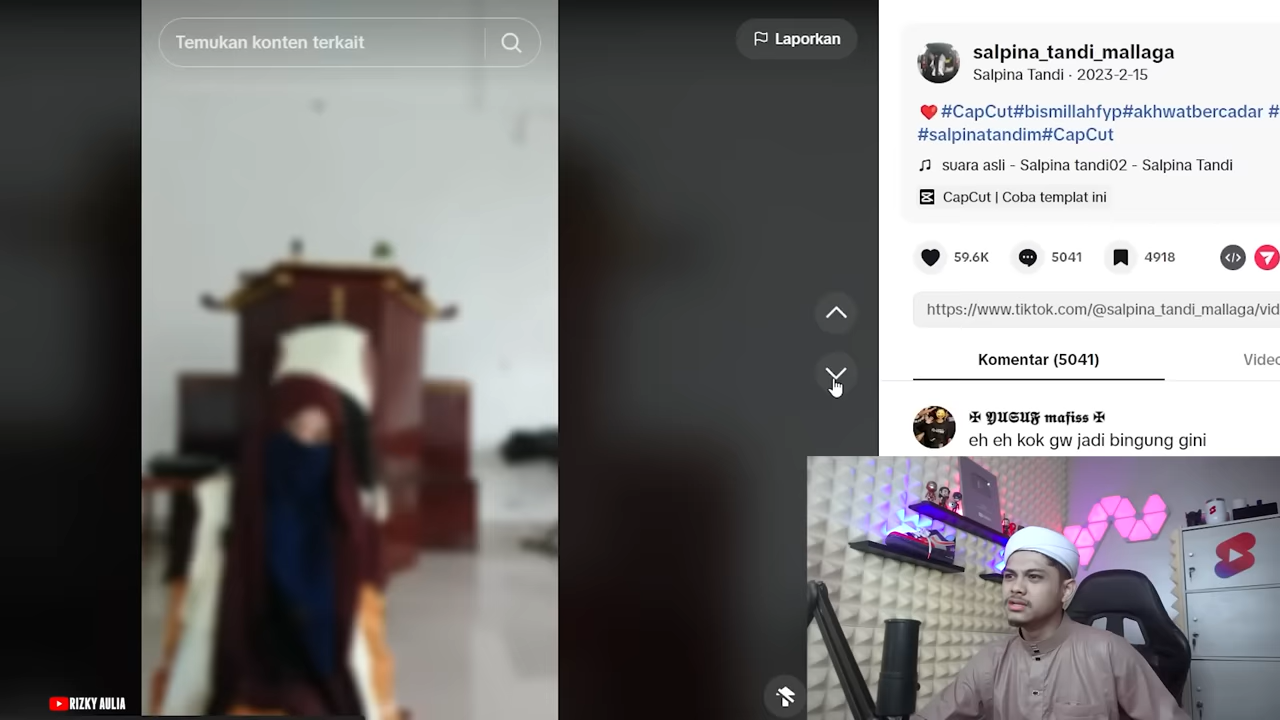 Temukan konten terkait
Laporkan
salpina_tandi_mallaga
Salpina Tandi · 2023-2-15
❤️ #CapCut#bismillahfyp#akhwatbercadar #
#salpinatandim#CapCut
suara asli - Salpina tandi02 - Salpina Tandi
CapCut | Coba templat ini
59.6K
5041
4918
https://www.tiktok.com/@salpina_tandi_mallaga/vid
Komentar (5041)
Video
✠ 𝖄𝖀𝕾𝖀𝕱 𝖒𝖆𝖋𝖎𝖘𝖘 ✠
eh eh kok gw jadi bingung gini
RIZKY AULIA